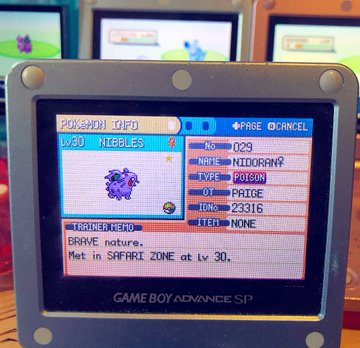 POKéMON INFO
PAGE CANCEL
Lv30 NIBBLES ♀
No 029
NAME NIDORAN♀
TYPE POISON
OT PAIGE
IDNo 23316
ITEM NONE
TRAINER MEMO
BRAVE nature.
Met in SAFARI ZONE at Lv 30.
GAME BOY ADVANCE SP